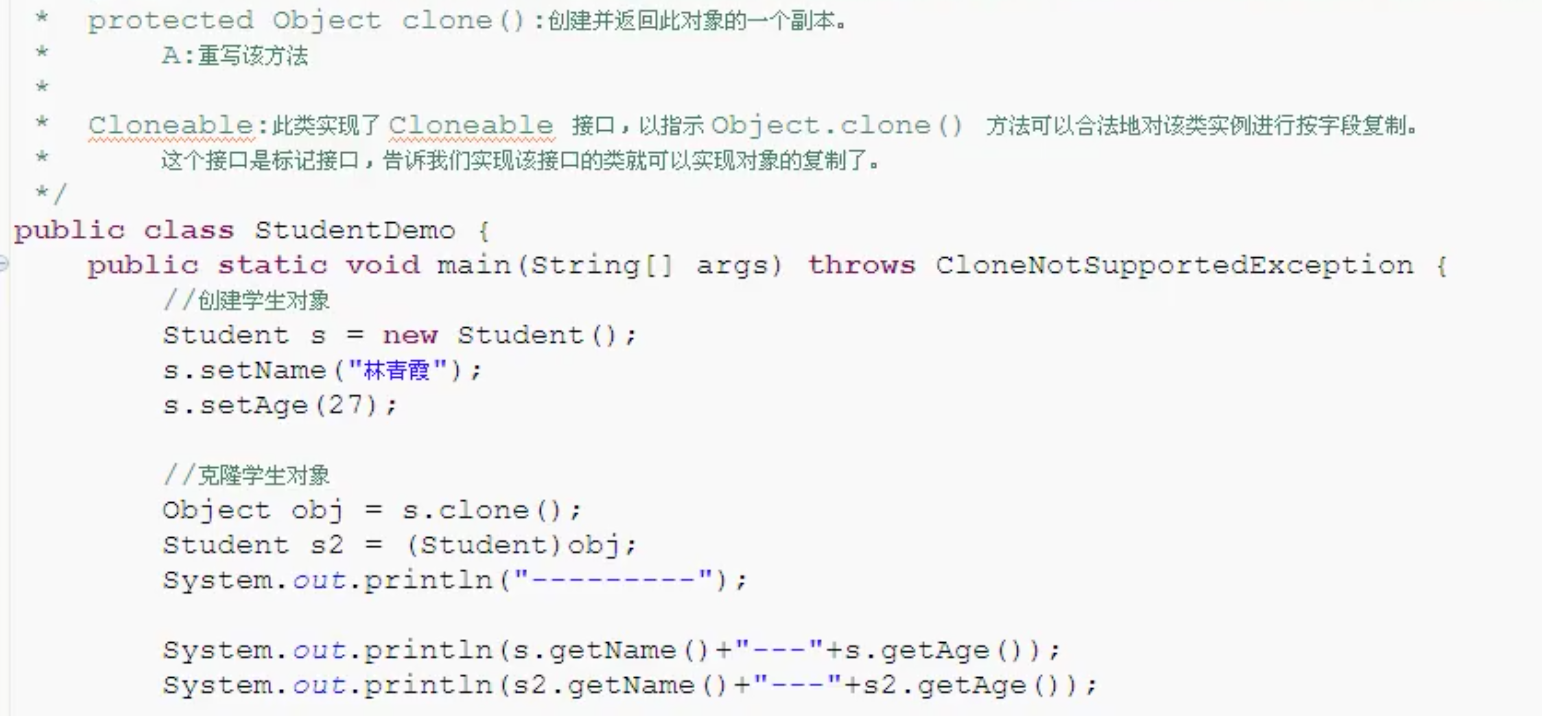 * protected Object clone():创建并返回此对象的一个副本。
* A:重写该方法
*
* Cloneable:此类实现了 Cloneable 接口，以指示 Object.clone() 方法可以合法地对该类实例进行按字段复制。
* 这个接口是标记接口，告诉我们实现该接口的类就可以实现对象的复制了。
*/
public class StudentDemo {
public static void main(String[] args) throws CloneNotSupportedException {
//创建学生对象
Student s = new Student();
s.setName("林青霞");
s.setAge(27);
//克隆学生对象
Object obj = s.clone();
Student s2 = (Student)obj;
System.out.println("---------");
System.out.println(s.getName()+"---"+s.getAge());
System.out.println(s2.getName()+"---"+s2.getAge());